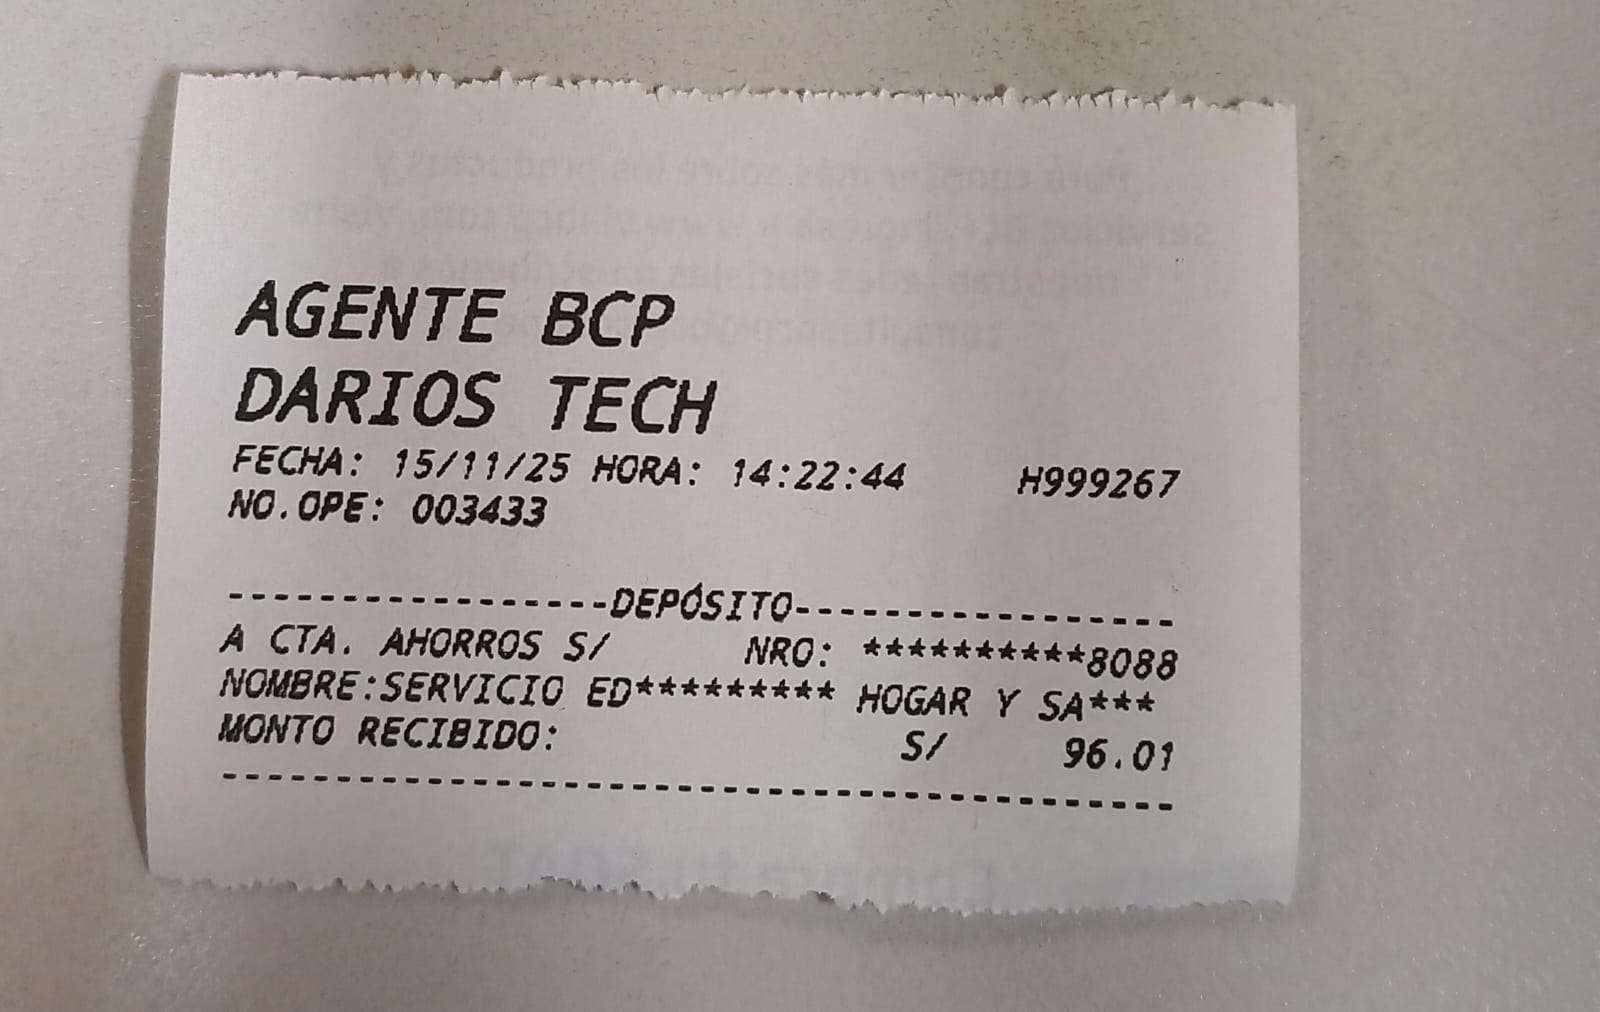 AGENTE BCP
DARIOS TECH
FECHA: 15/11/25 HORA: 14:22:44 H999267
NO.OPE: 003433
-----------------DEPÓSITO-----------------
A CTA. AHORROS S/ NRO: **********8088
NOMBRE:SERVICIO ED********* HOGAR Y SA***
MONTO RECIBIDO: S/ 96.01
------------------------------------------